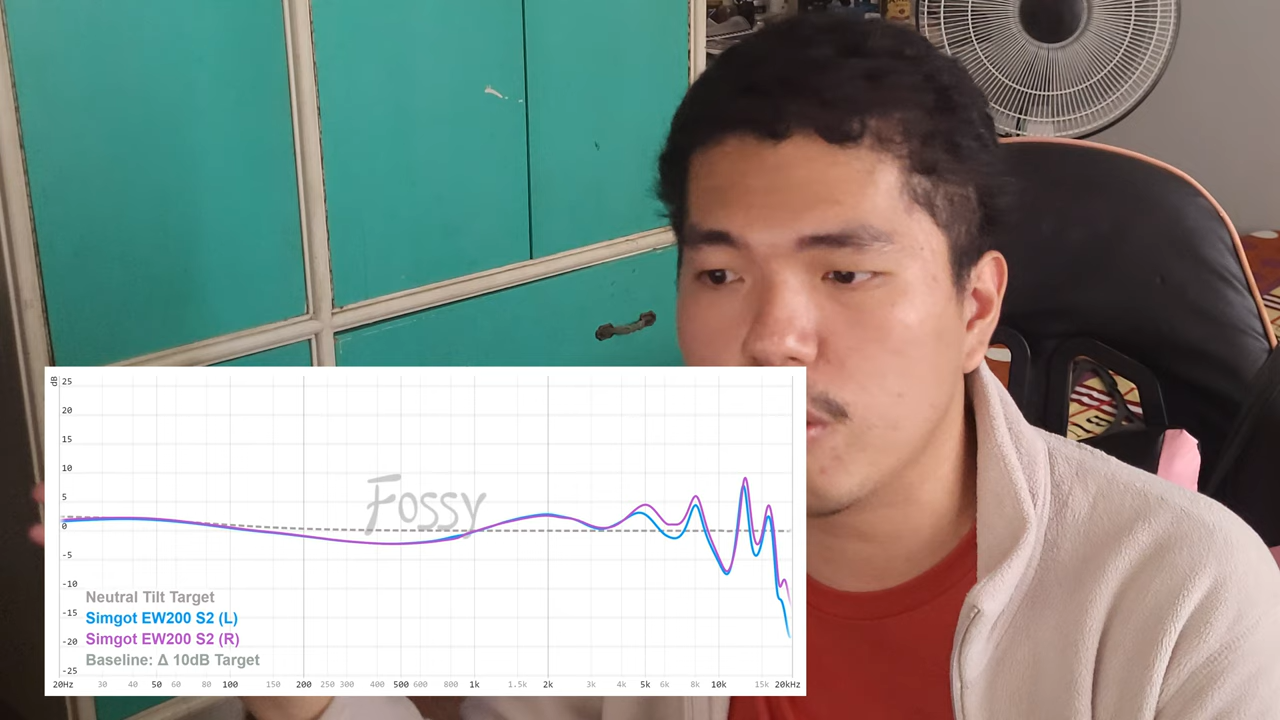 dB
25
20
15
10
5
0
-5
-10
-15
-20
-25
Fossy
Neutral Tilt Target
Simgot EW200 S2 (L)
Simgot EW200 S2 (R)
Baseline: Δ 10dB Target
20Hz 30 40 50 60 80 100 150 200 250 300 400 500 600 800 1k 1.5k 2k 3k 4k 5k 6k 8k 10k 15k 20kHz